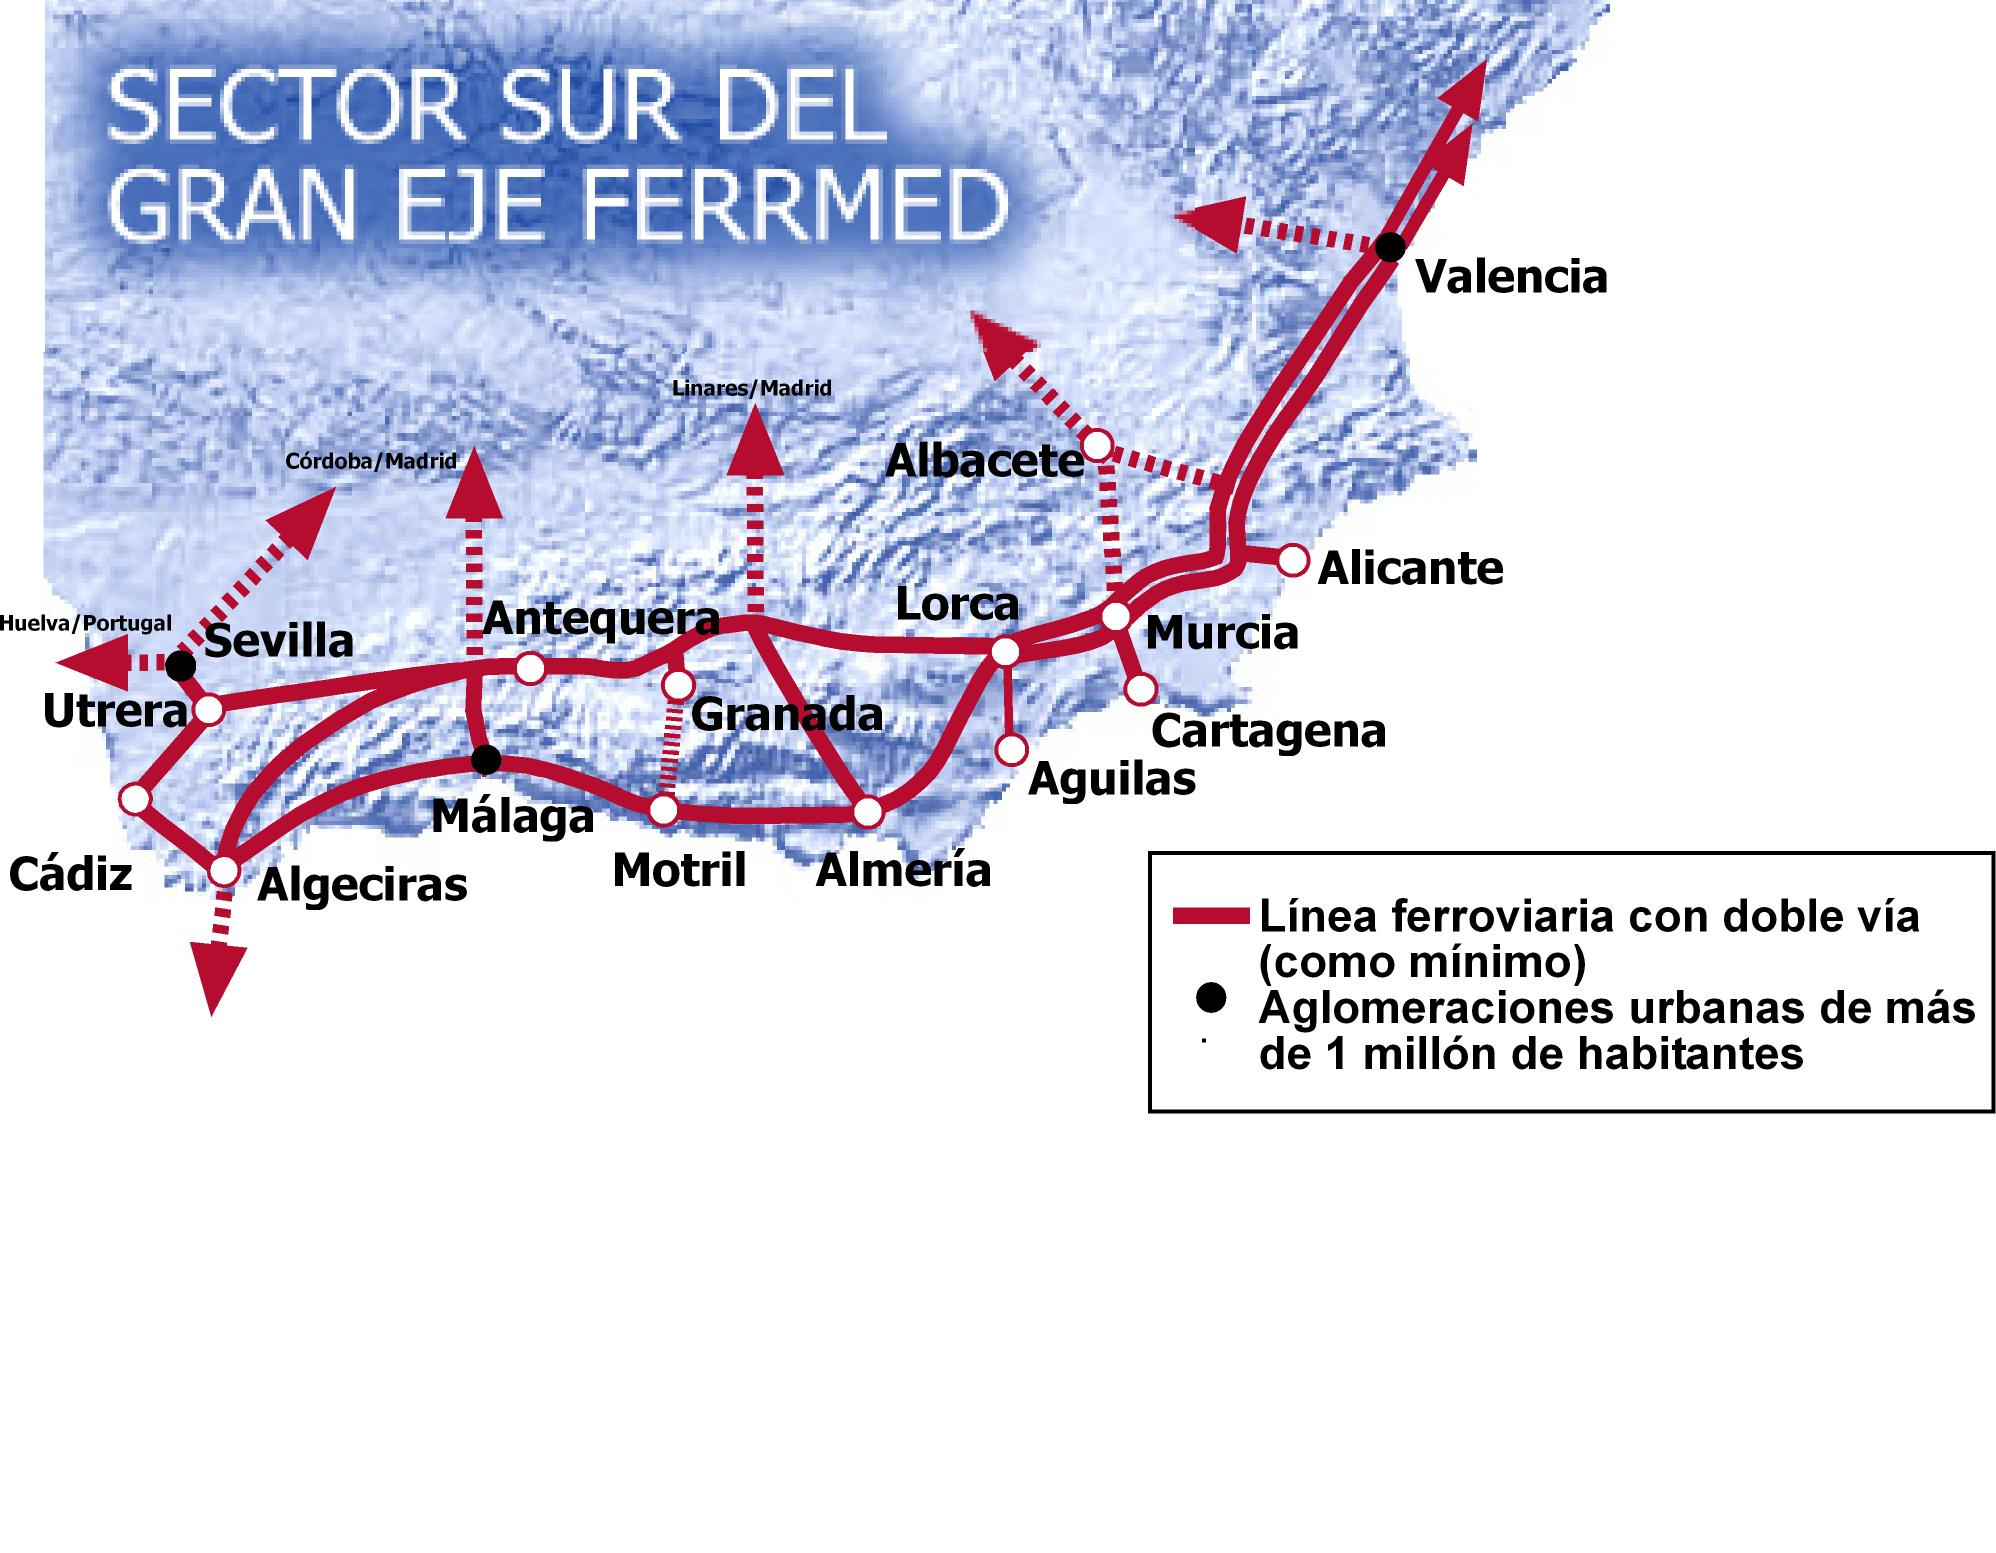 SECTOR SUR DEL
GRAN EJE FERRMED
Valencia
Linares/Madrid
Albacete
Córdoba/Madrid
Alicante
Lorca
Antequera
Huelva/Portugal
Sevilla
Murcia
Utrera
Granada
Cartagena
Aguilas
Málaga
Cádiz
Algeciras
Motril
Almería
Línea ferroviaria con doble vía
(como mínimo)
Aglomeraciones urbanas de más
de 1 millón de habitantes